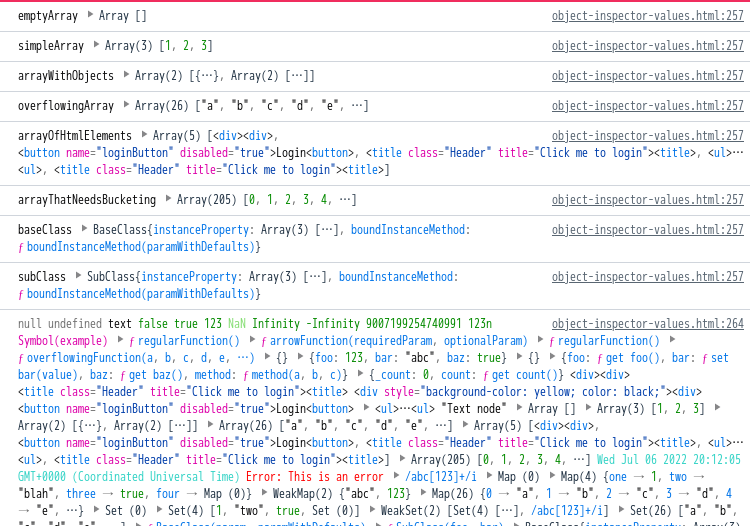 emptyArray Array [] object-inspector-values.html:257
simpleArray Array(3) [1, 2, 3] object-inspector-values.html:257
arrayWithObjects Array(2) [{…}, Array(2) […]] object-inspector-values.html:257
overflowingArray Array(26) ["a", "b", "c", "d", "e", …] object-inspector-values.html:257
arrayOfHtmlElements Array(5) [<div><div>, object-inspector-values.html:257
<button name="loginButton" disabled="true">Login<button>, <title class="Header" title="Click me to login"><title>, <ul>…
<ul>, <title class="Header" title="Click me to login"><title>]
arrayThatNeedsBucketing Array(205) [0, 1, 2, 3, 4, …] object-inspector-values.html:257
baseClass BaseClass{instanceProperty: Array(3) […], boundInstanceMethod: object-inspector-values.html:257
ƒ boundInstanceMethod(paramWithDefaults)}
subClass SubClass{instanceProperty: Array(3) […], boundInstanceMethod: object-inspector-values.html:257
ƒ boundInstanceMethod(paramWithDefaults)}
null undefined text false true 123 NaN Infinity -Infinity 9007199254740991 123n object-inspector-values.html:264
Symbol(example) ƒ regularFunction() ƒ arrowFunction(requiredParam, optionalParam) ƒ regularFunction()
ƒ overflowingFunction(a, b, c, d, e, …) {} {foo: 123, bar: "abc", baz: true} {} {foo: ƒ get foo(), bar: ƒ set
bar(value), baz: ƒ get baz(), method: ƒ method(a, b, c)} {_count: 0, count: ƒ get count()} <div><div>
<title class="Header" title="Click me to login"><title> <div style="background-color: yellow; color: black;"><div>
<button name="loginButton" disabled="true">Login<button> <ul>…<ul> "Text node" Array [] Array(3) [1, 2, 3]
Array(2) [{…}, Array(2) […]] Array(26) ["a", "b", "c", "d", "e", …] Array(5) [<div><div>,
<button name="loginButton" disabled="true">Login<button>, <title class="Header" title="Click me to login"><title>, <ul>…
<ul>, <title class="Header" title="Click me to login"><title>] Array(205) [0, 1, 2, 3, 4, …] Wed Jul 06 2022 20:12:05
GMT+0000 (Coordinated Universal Time) Error: This is an error /abc[123]+/i Map (0) Map(4) {one → 1, two →
"blah", three → true, four → Map (0)} WeakMap(2) {"abc", 123} Map(26) {0 → "a", 1 → "b", 2 → "c", 3 → "d", 4
→ "e", …} Set (0) Set(4) [1, "two", true, Set (0)] WeakSet(2) [Set(4) […], /abc[123]+/i] Set(26) ["a", "b",